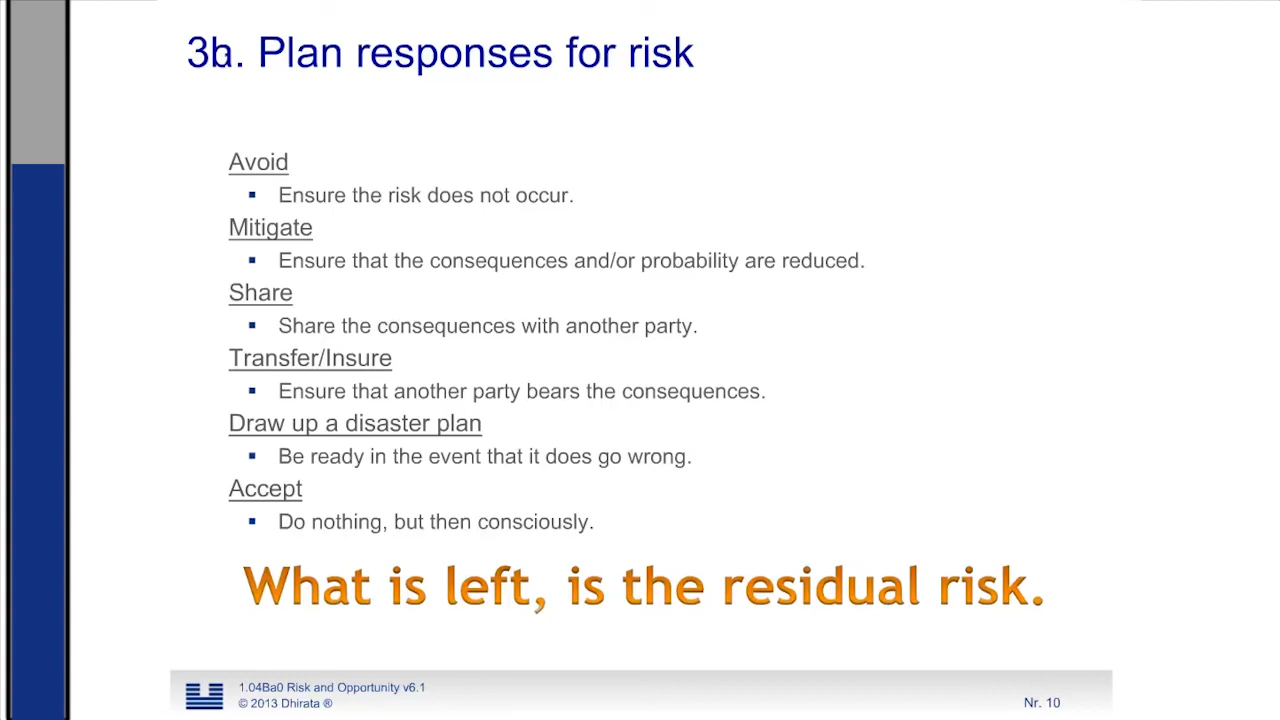 3b. Plan responses for risk
Avoid
▪ Ensure the risk does not occur.
Mitigate
▪ Ensure that the consequences and/or probability are reduced.
Share
▪ Share the consequences with another party.
Transfer/Insure
▪ Ensure that another party bears the consequences.
Draw up a disaster plan
▪ Be ready in the event that it does go wrong.
Accept
▪ Do nothing, but then consciously.
What is left, is the residual risk.
1.04Ba0 Risk and Opportunity v6.1
© 2013 Dhirata ®
Nr. 10